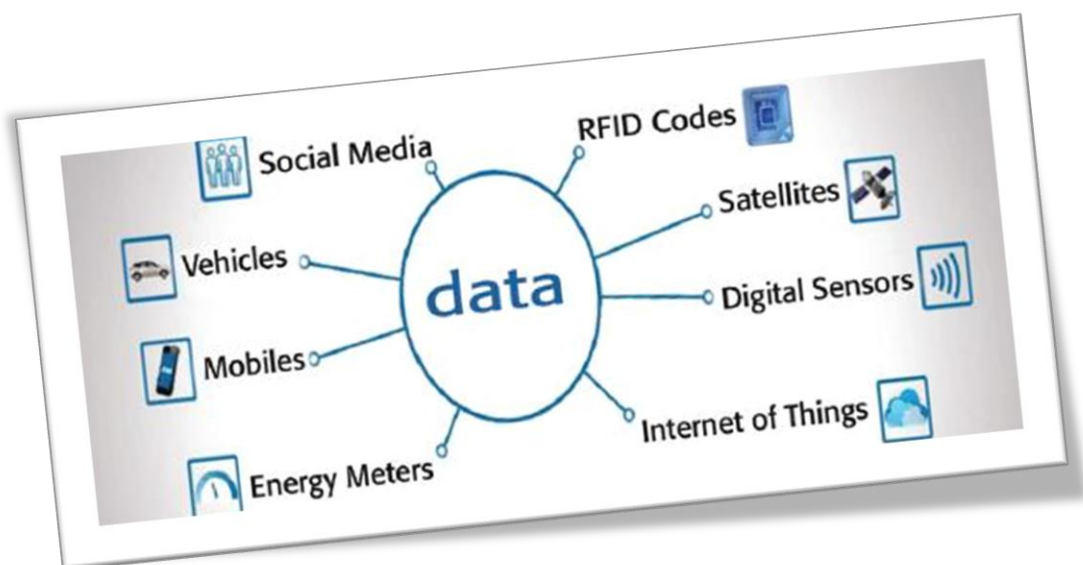 Social Media
RFID Codes
Vehicles
Satellites
data
Digital Sensors
Mobiles
Internet of Things
Energy Meters